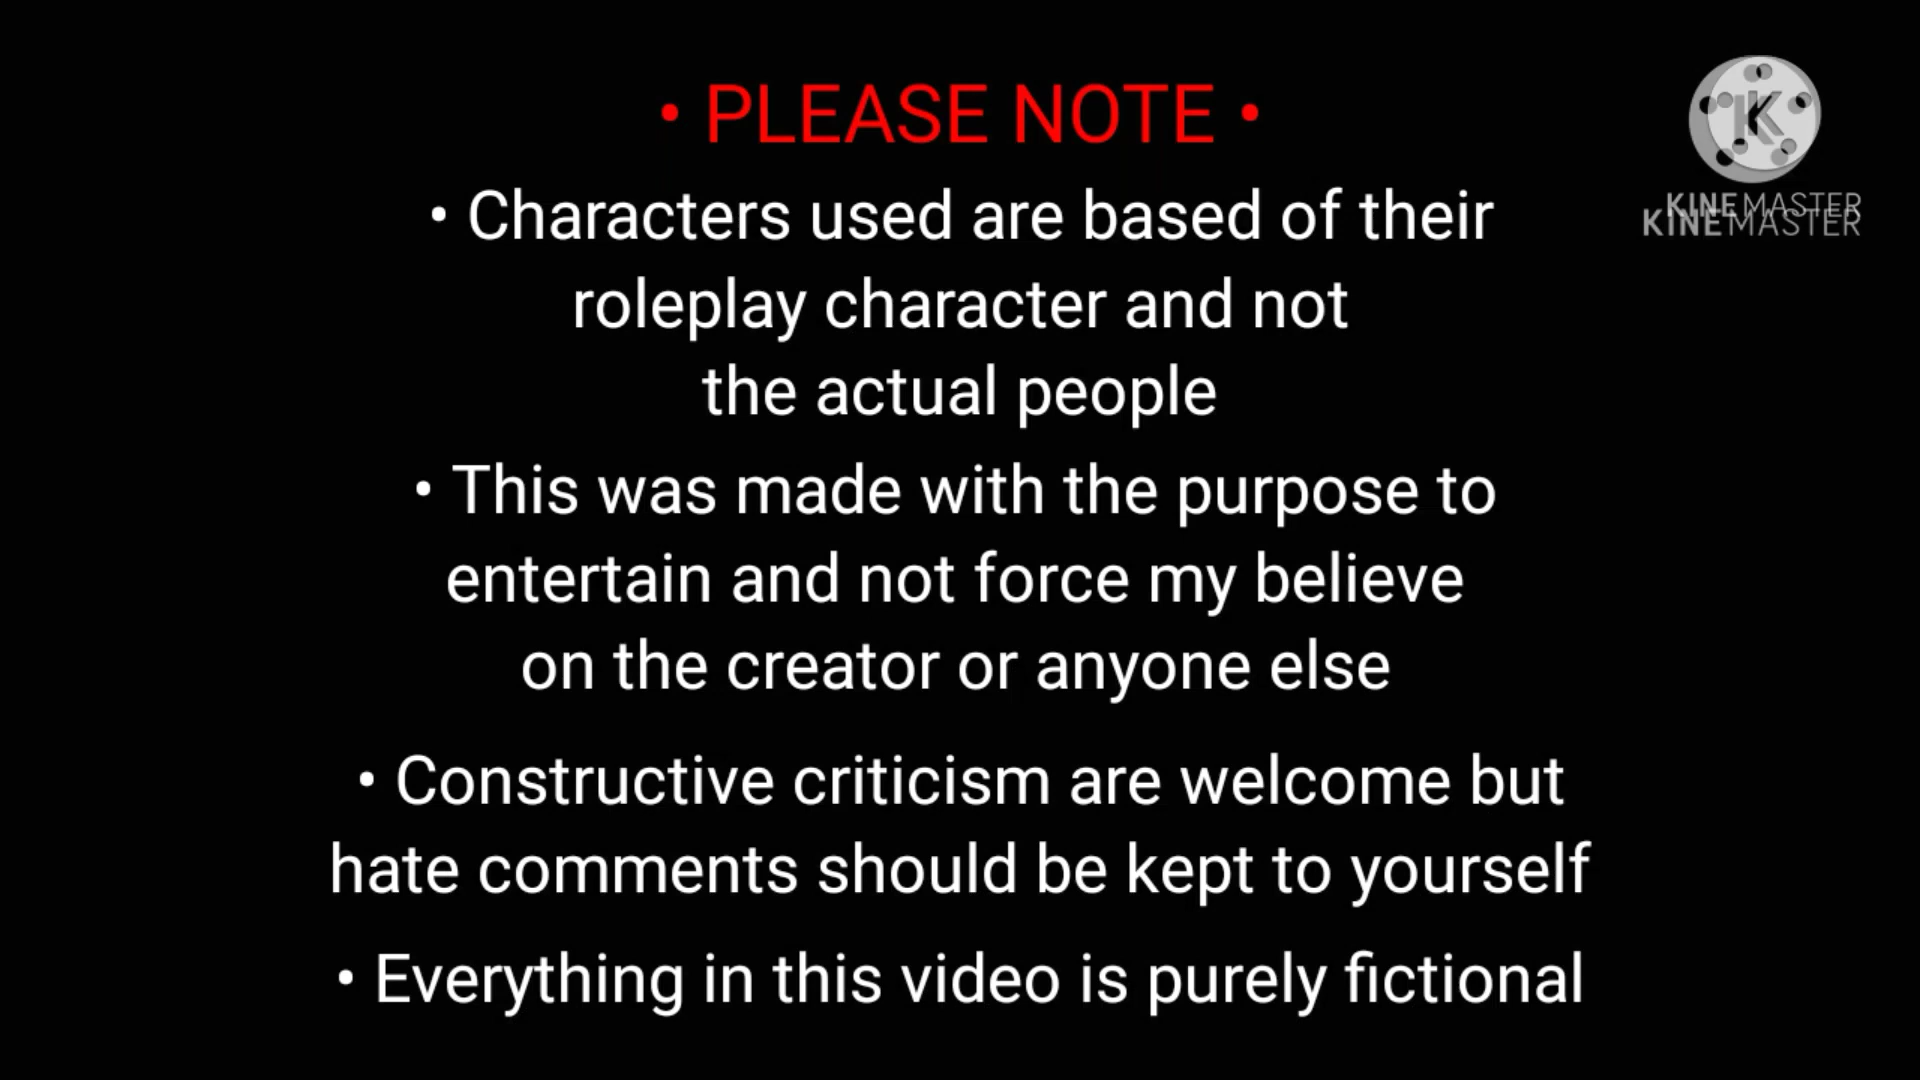 • PLEASE NOTE •
• Characters used are based of their
roleplay character and not
the actual people
• This was made with the purpose to
entertain and not force my believe
on the creator or anyone else
• Constructive criticism are welcome but
hate comments should be kept to yourself
• Everything in this video is purely fictional
K
KINEMASTER
KINEMASTER